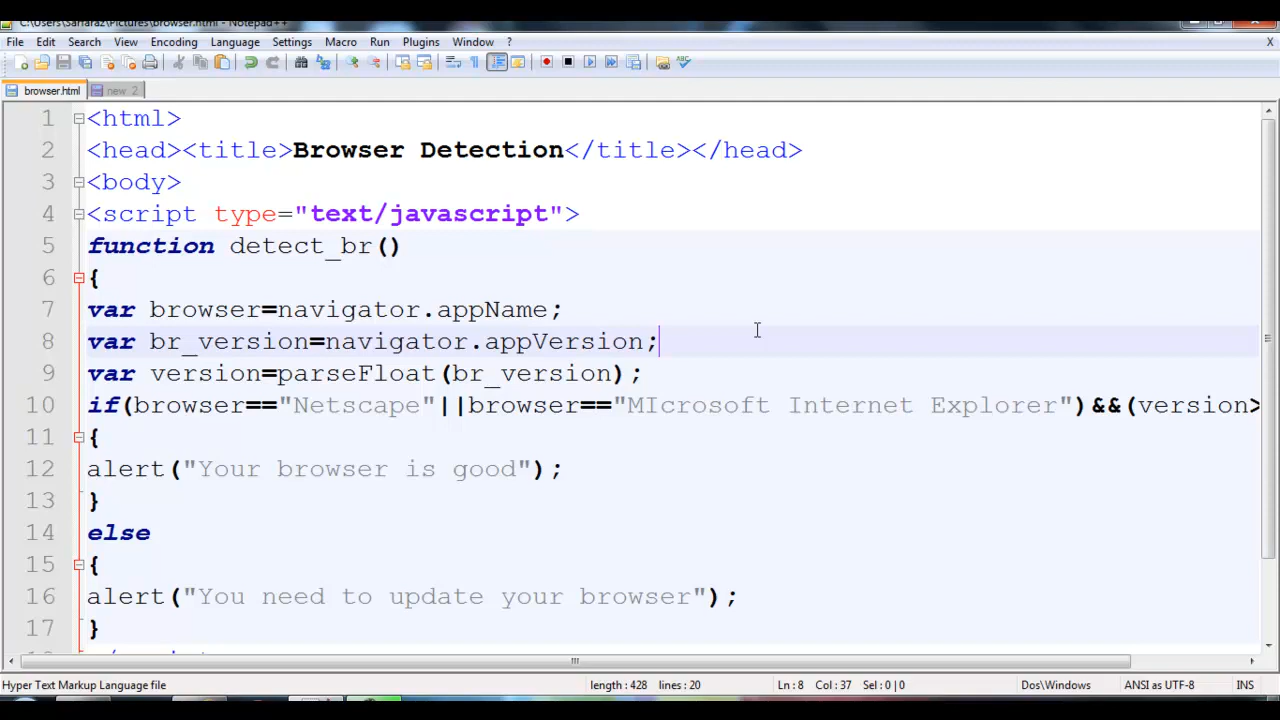 C:\Users\Sarfaraz\Pictures\browser.html - Notepad++
File Edit Search View Encoding Language Settings Macro Run Plugins Window ? X
browser.html new 2
1 <html>
2 <head><title>Browser Detection</title></head>
3 <body>
4 <script type="text/javascript">
5 function detect_br()
6 {
7 var browser=navigator.appName;
8 var br_version=navigator.appVersion;
9 var version=parseFloat(br_version);
10 if(browser=="Netscape"||browser=="MIcrosoft Internet Explorer")&&(version>
11 {
12 alert("Your browser is good");
13 }
14 else
15 {
16 alert("You need to update your browser");
17 }
Hyper Text Markup Language file length : 428 lines : 20 Ln : 8 Col : 37 Sel : 0 | 0 Dos\Windows ANSI as UTF-8 INS